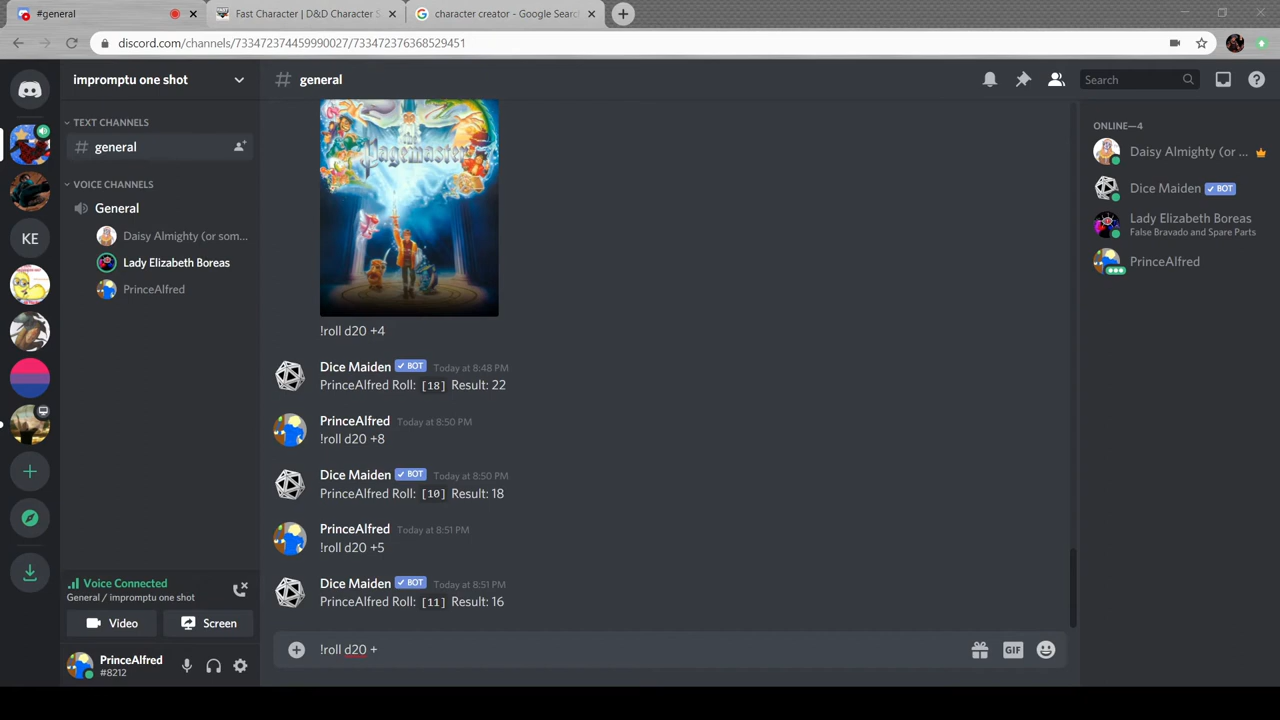 #general
Fast Character | D&D Character S
character creator - Google Search
discord.com/channels/733472374459990027/733472376368529451
impromptu one shot
general
Search
TEXT CHANNELS
general
VOICE CHANNELS
General
Daisy Almighty (or som...
Lady Elizabeth Boreas
PrinceAlfred
KE
Voice Connected
General / impromptu one shot
Video
Screen
PrinceAlfred
#8212
the
Pagemaster
!roll d20 +4
Dice Maiden BOT Today at 8:48 PM
PrinceAlfred Roll: [18] Result: 22
PrinceAlfred Today at 8:50 PM
!roll d20 +8
Dice Maiden BOT Today at 8:50 PM
PrinceAlfred Roll: [10] Result: 18
PrinceAlfred Today at 8:51 PM
!roll d20 +5
Dice Maiden BOT Today at 8:51 PM
PrinceAlfred Roll: [11] Result: 16
!roll d20 +
GIF
ONLINE—4
Daisy Almighty (or ...
Dice Maiden BOT
Lady Elizabeth Boreas
False Bravado and Spare Parts
PrinceAlfred